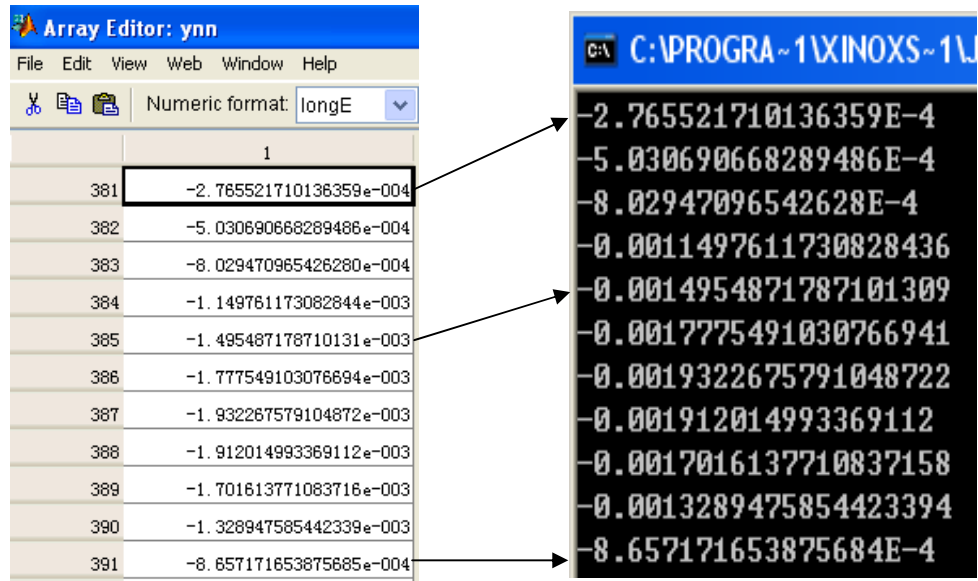 Array Editor: ynn
File Edit View Web Window Help
Numeric format: longE
1
381 -2.765521710136359e-004
382 -5.030690668289486e-004
383 -8.029470965426280e-004
384 -1.149761173082844e-003
385 -1.495487178710131e-003
386 -1.777549103076694e-003
387 -1.932267579104872e-003
388 -1.912014993369112e-003
389 -1.701613771083716e-003
390 -1.328947585442339e-003
391 -8.657171653875685e-004
C:\PROGRA~1\XINOXS~1\J
-2.765521710136359E-4
-5.030690668289486E-4
-8.02947096542628E-4
-0.0011497611730828436
-0.0014954871787101309
-0.0017775491030766941
-0.0019322675791048722
-0.001912014993369112
-0.0017016137710837158
-0.0013289475854423394
-8.657171653875684E-4